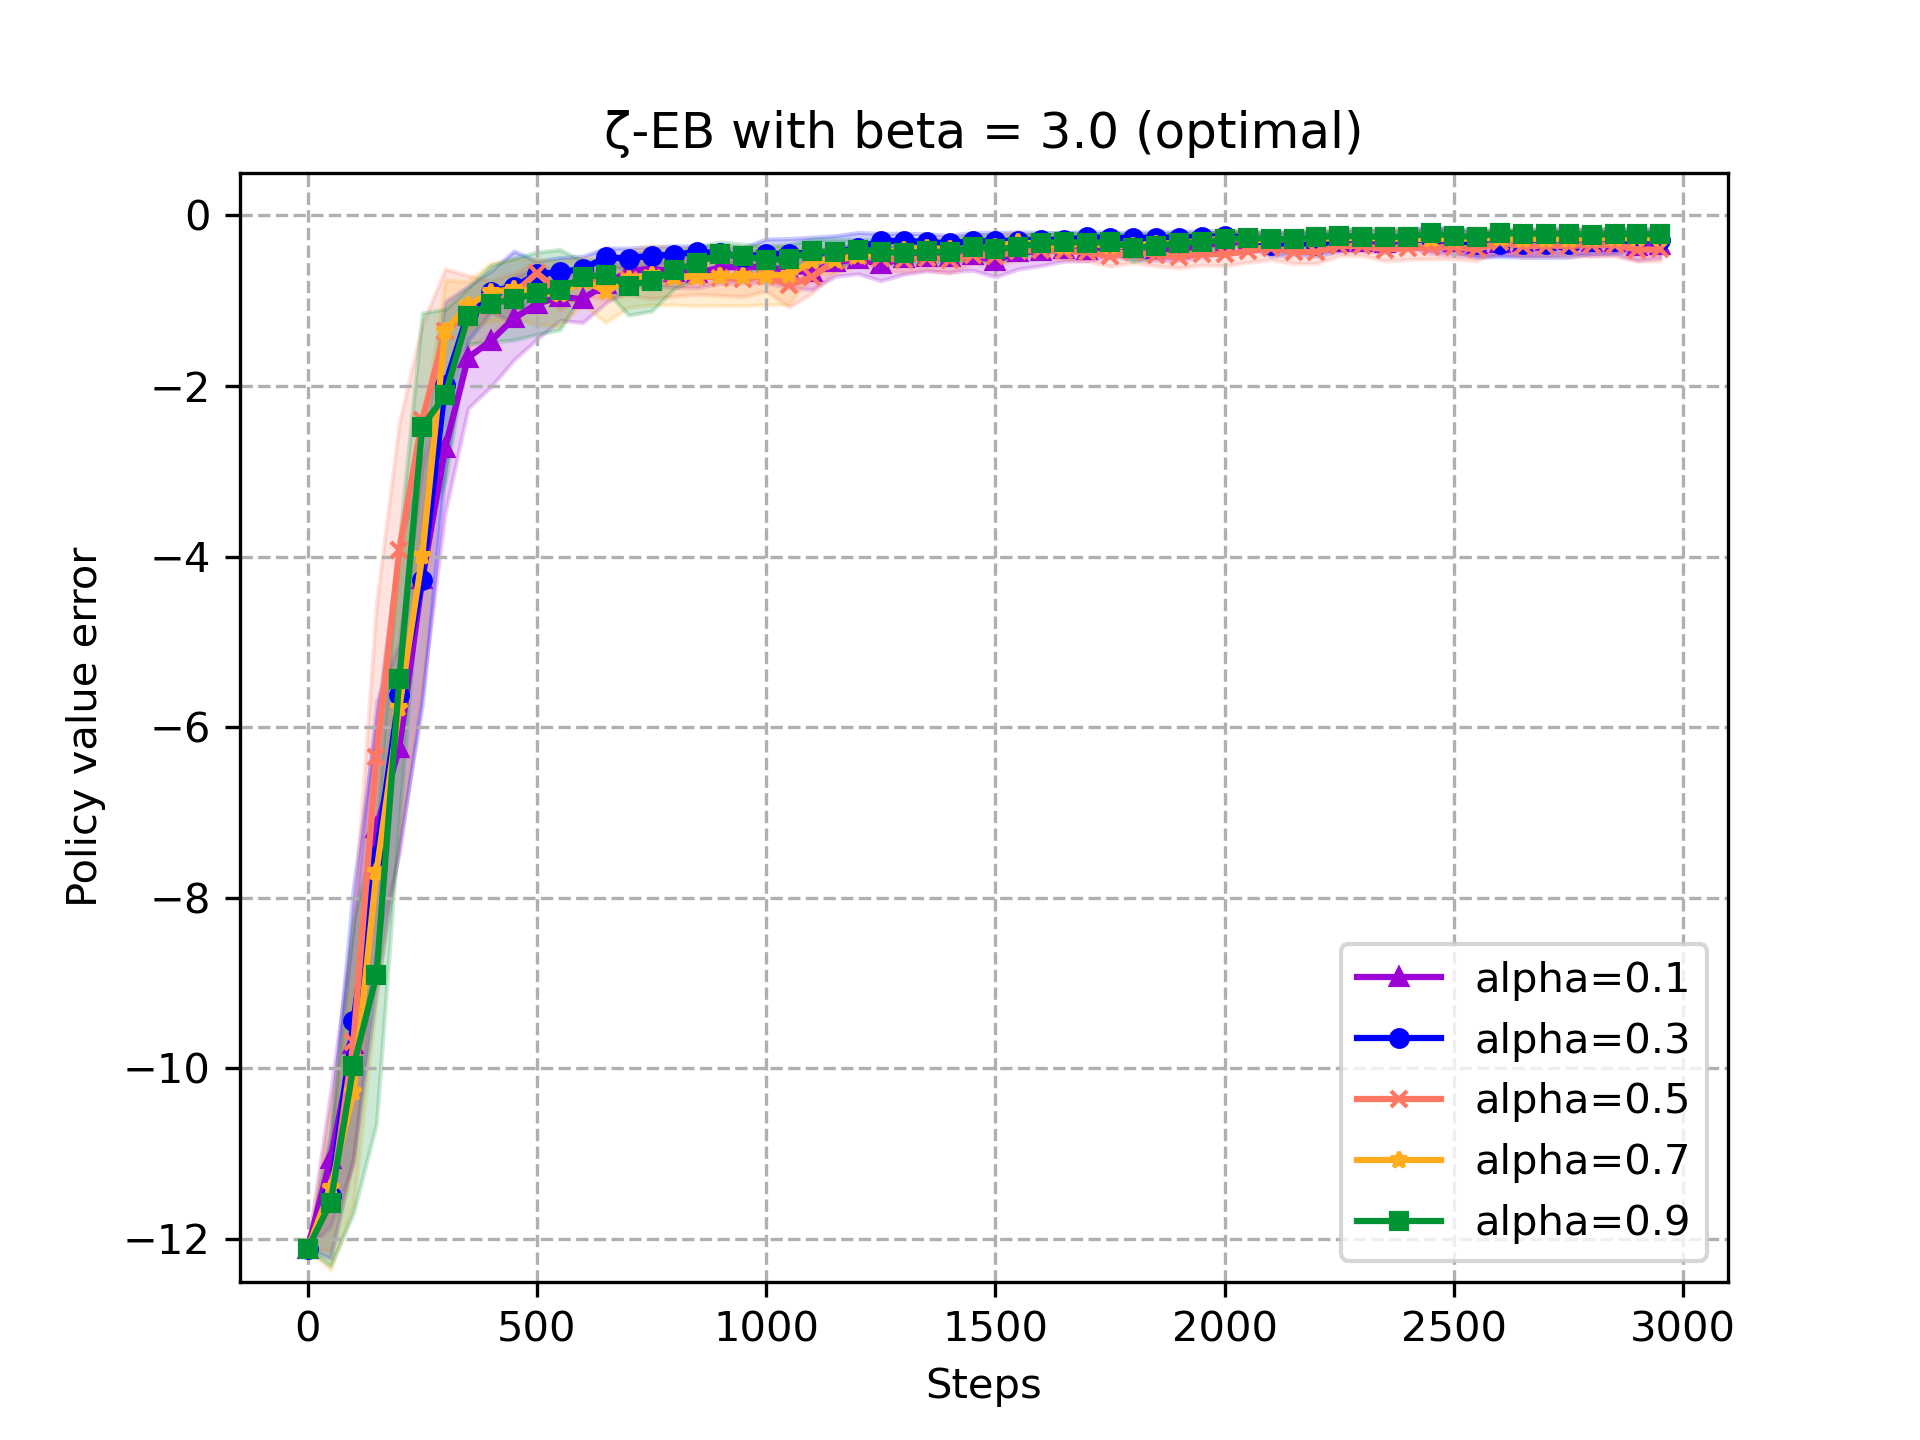 ζ-EB with beta = 3.0 (optimal)
Policy value error
0
−2
−4
−6
−8
−10
−12
0 500 1000 1500 2000 2500 3000
Steps
alpha=0.1
alpha=0.3
alpha=0.5
alpha=0.7
alpha=0.9